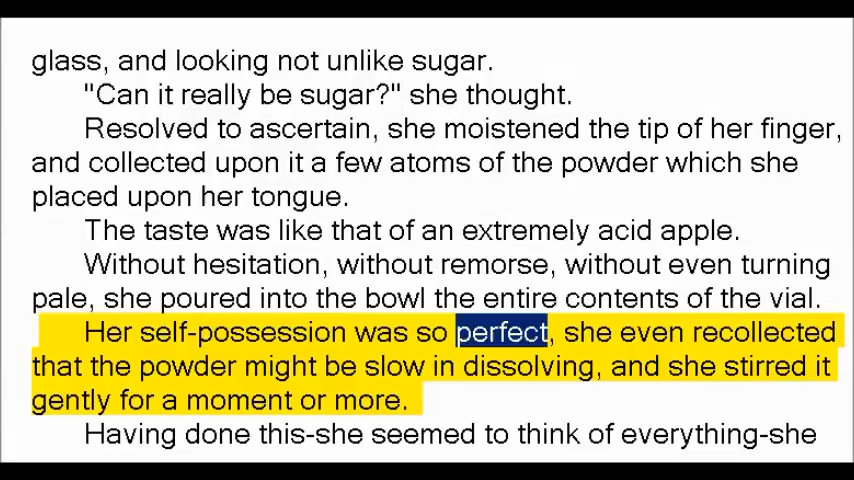 glass, and looking not unlike sugar.
"Can it really be sugar?" she thought.
Resolved to ascertain, she moistened the tip of her finger,
and collected upon it a few atoms of the powder which she
placed upon her tongue.
The taste was like that of an extremely acid apple.
Without hesitation, without remorse, without even turning
pale, she poured into the bowl the entire contents of the vial.
Her self-possession was so perfect, she even recollected
that the powder might be slow in dissolving, and she stirred it
gently for a moment or more.
Having done this-she seemed to think of everything-she